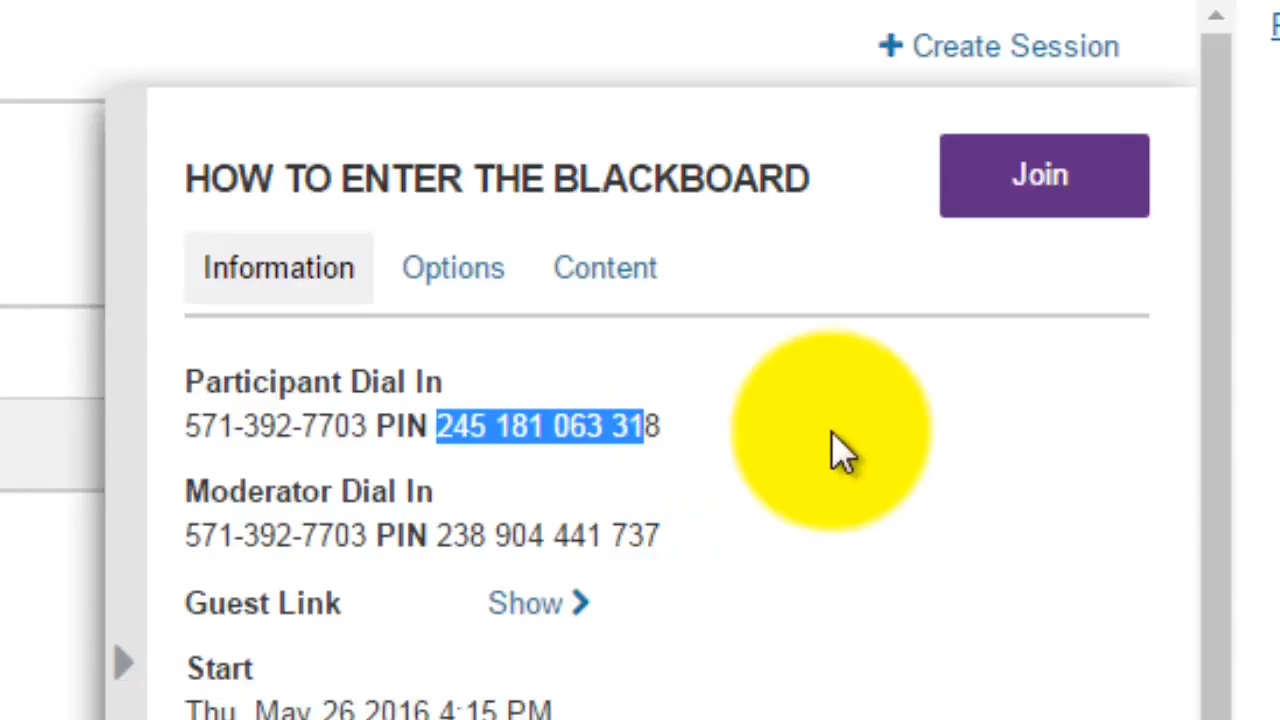 Create Session
HOW TO ENTER THE BLACKBOARD
Join
Information Options Content
Participant Dial In
571-392-7703 PIN 245 181 063 318
Moderator Dial In
571-392-7703 PIN 238 904 441 737
Guest Link Show
Start
Thu, May 26 2016 4:15 PM